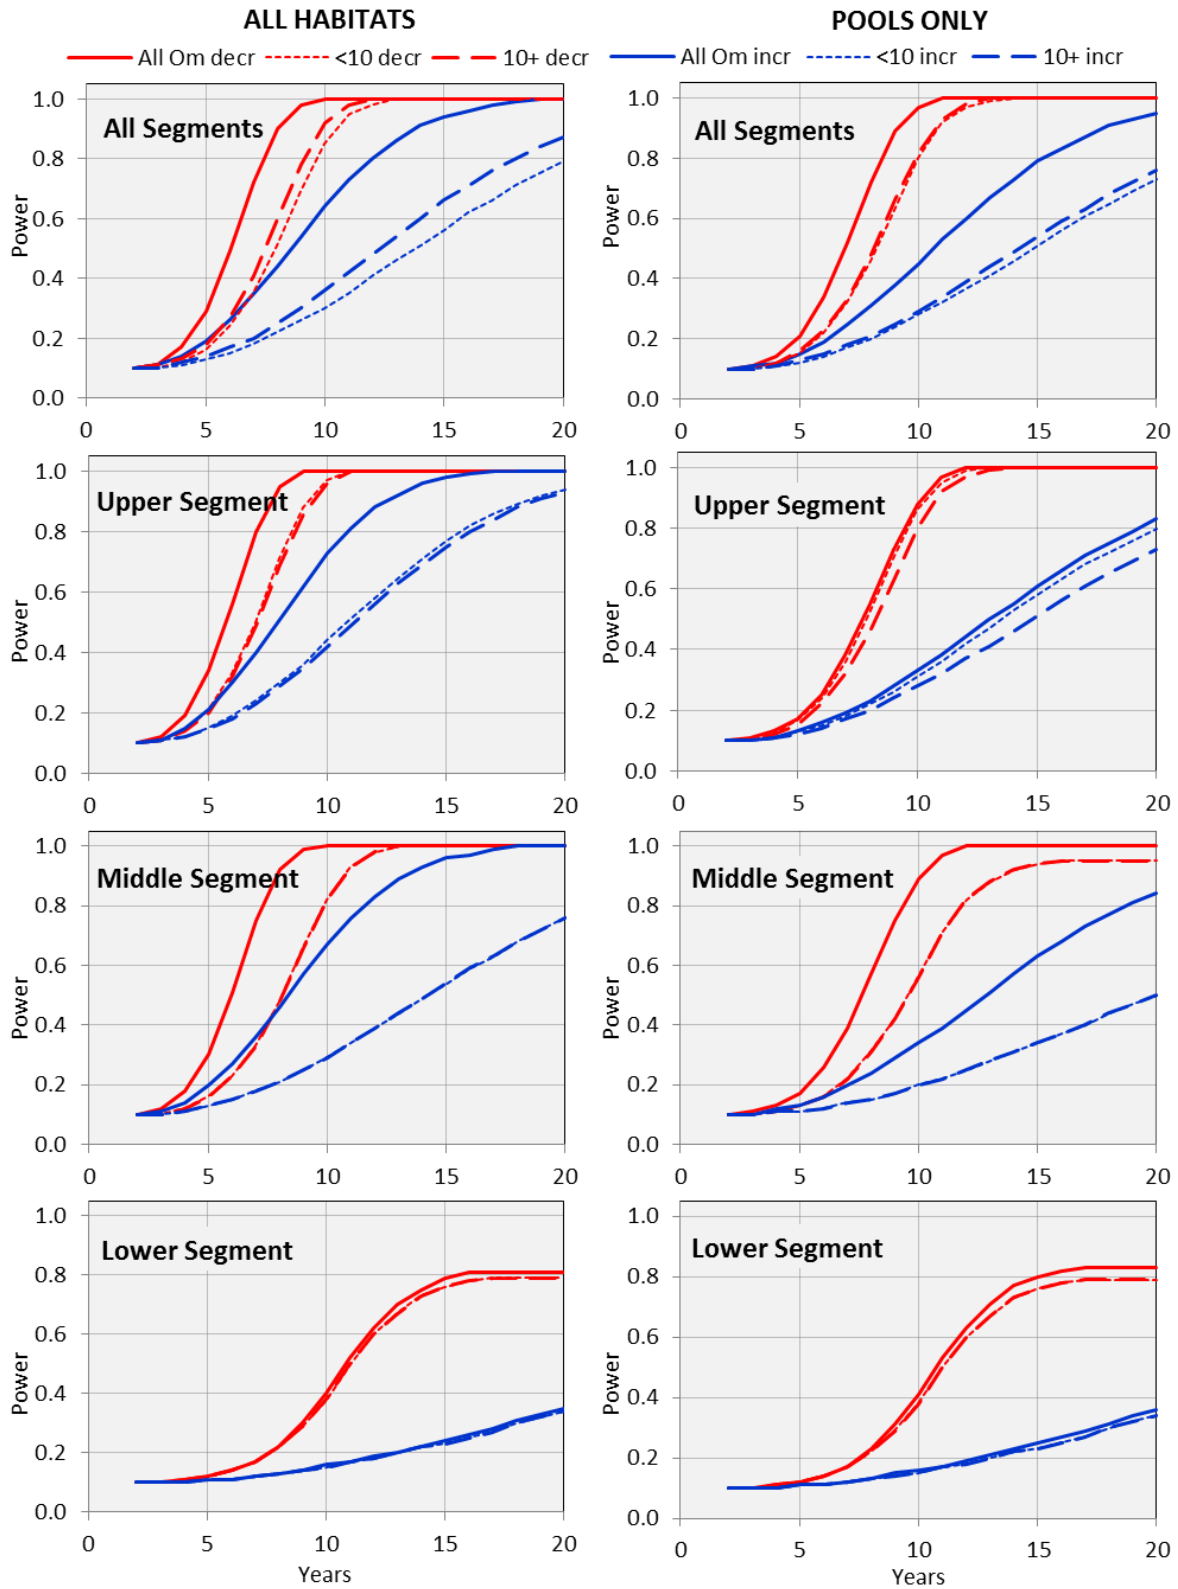 ALL HABITATS POOLS ONLY
All Om decr <10 decr 10+ decr All Om incr <10 incr 10+ incr
1.0 All Segments 1.0 All Segments
0.8 0.8
0.6 0.6
Power Power
0.4 0.4
0.2 0.2
0.0 0.0
0 5 10 15 20 0 5 10 15 20
1.0 Upper Segment 1.0 Upper Segment
0.8 0.8
0.6 0.6
Power Power
0.4 0.4
0.2 0.2
0.0 0.0
0 5 10 15 20 0 5 10 15 20
1.0 Middle Segment 1.0 Middle Segment
0.8 0.8
0.6 0.6
Power Power
0.4 0.4
0.2 0.2
0.0 0.0
0 5 10 15 20 0 5 10 15 20
1.0 Lower Segment 1.0 Lower Segment
0.8 0.8
0.6 0.6
Power Power
0.4 0.4
0.2 0.2
0.0 0.0
0 5 10 15 20 0 5 10 15 20
Years Years